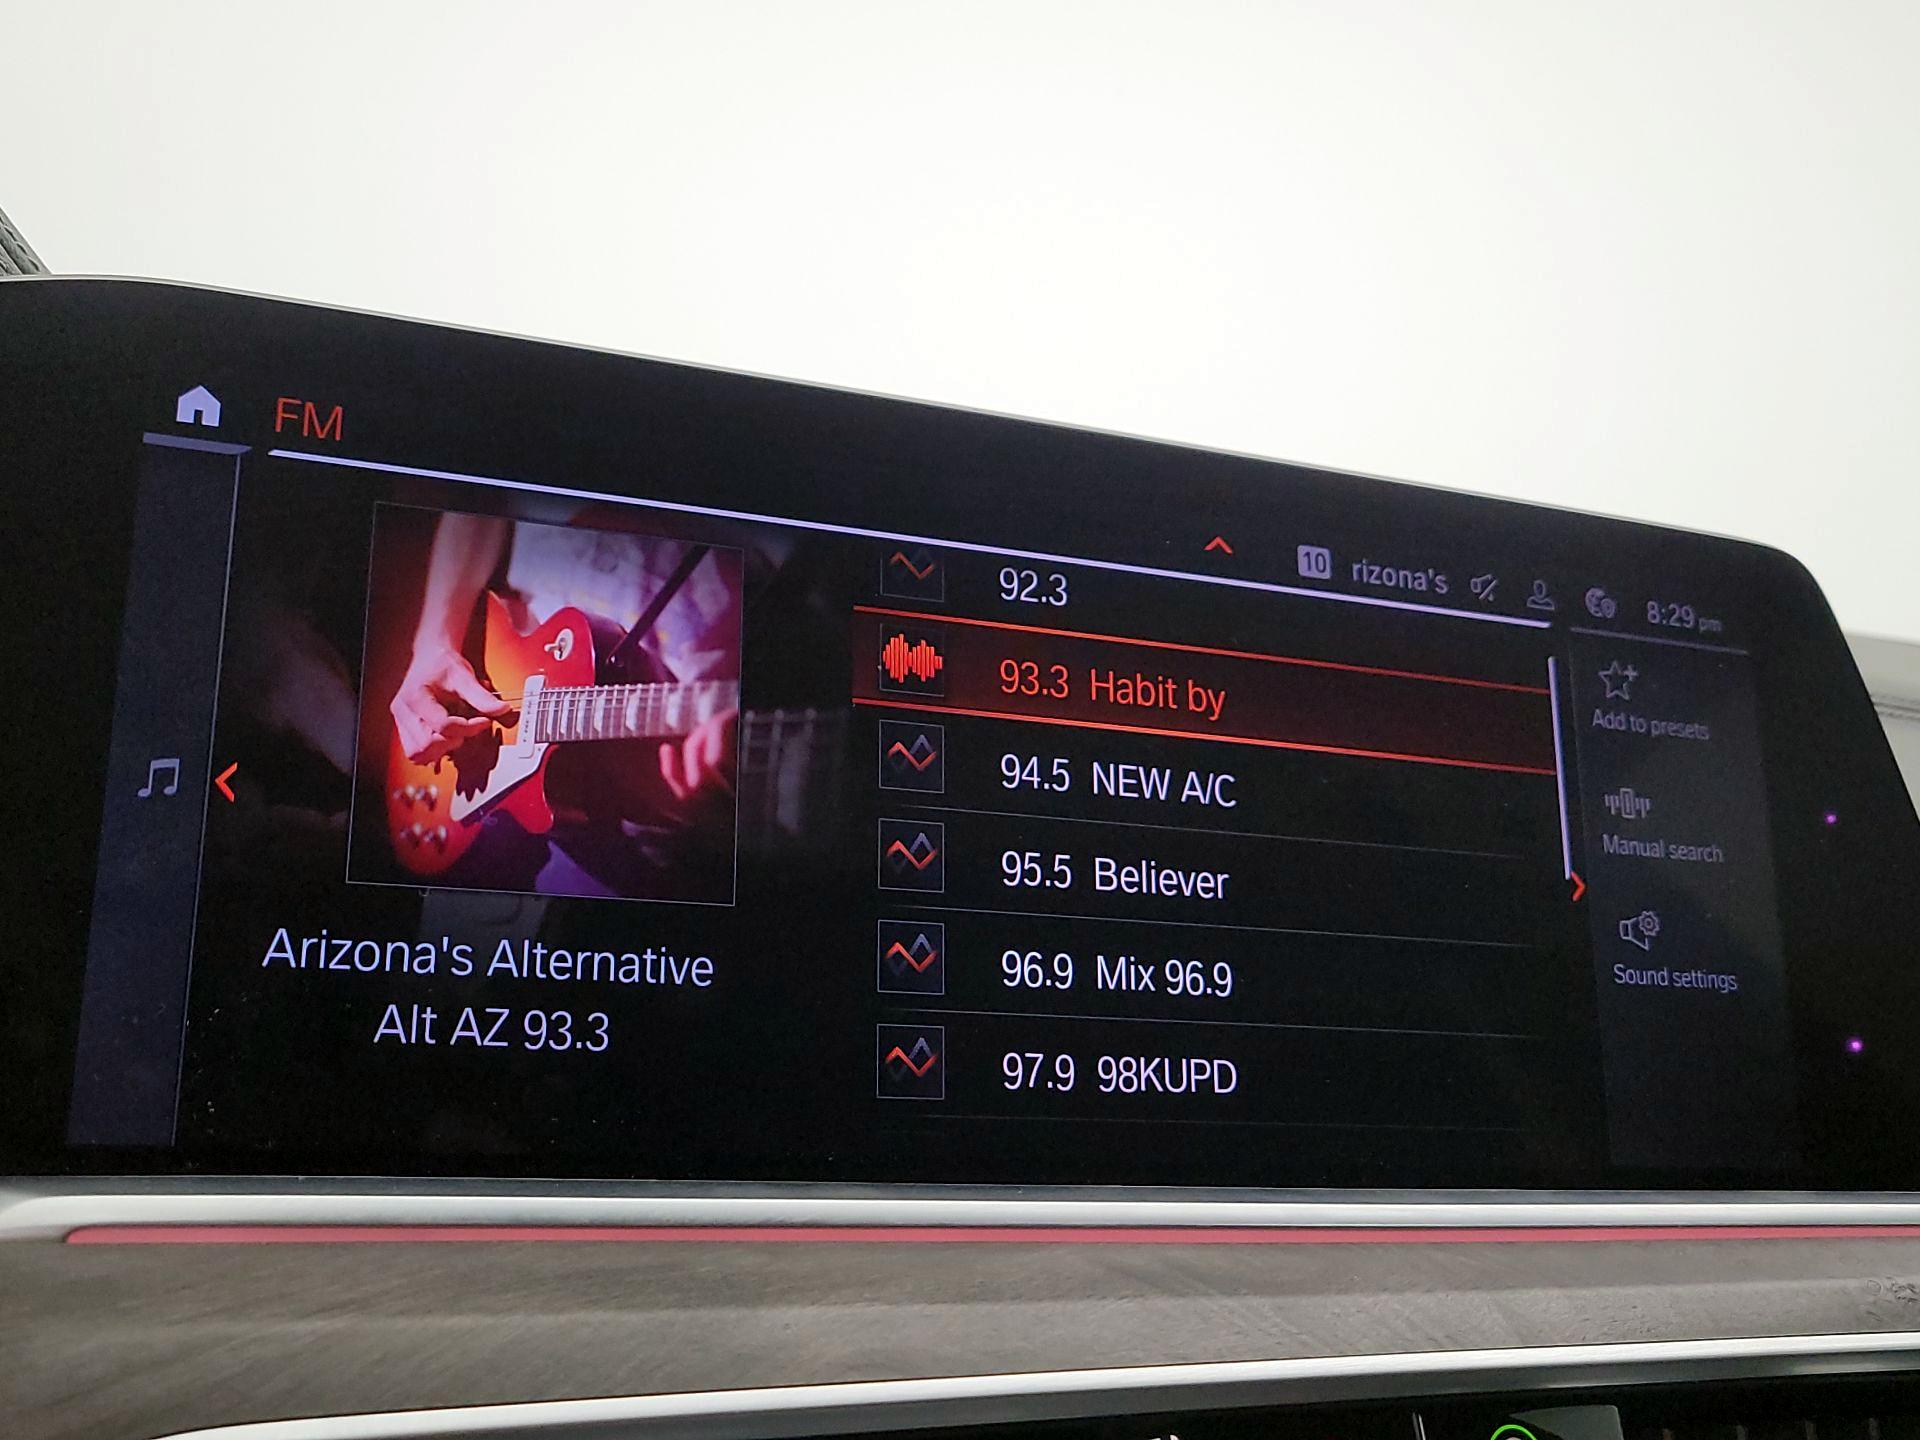 FM
10 rizona's 8:29 pm
92.3
93.3 Habit by
94.5 NEW A/C
95.5 Believer
96.9 Mix 96.9
97.9 98KUPD
Arizona's Alternative
Alt AZ 93.3
Add to presets
Manual search
Sound settings